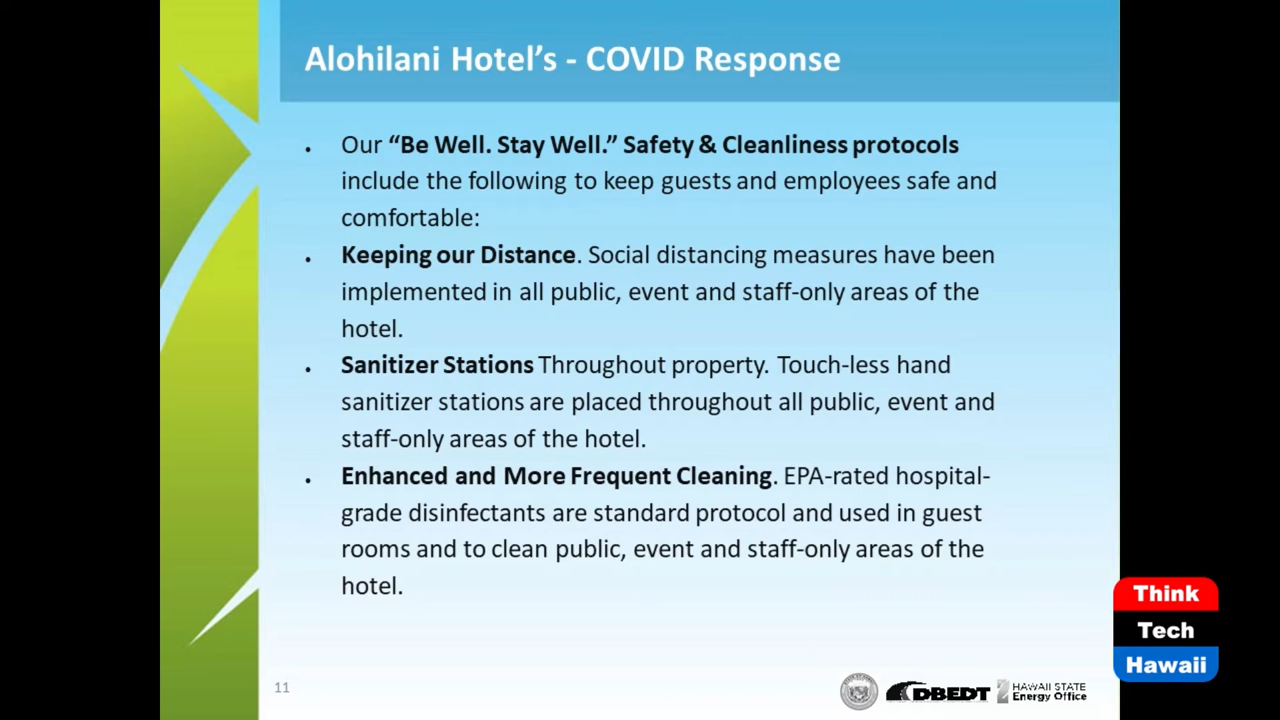 Alohilani Hotel's - COVID Response
• Our “Be Well. Stay Well.” Safety & Cleanliness protocols
include the following to keep guests and employees safe and
comfortable:
• Keeping our Distance. Social distancing measures have been
implemented in all public, event and staff-only areas of the
hotel.
• Sanitizer Stations Throughout property. Touch-less hand
sanitizer stations are placed throughout all public, event and
staff-only areas of the hotel.
• Enhanced and More Frequent Cleaning. EPA-rated hospital-
grade disinfectants are standard protocol and used in guest
rooms and to clean public, event and staff-only areas of the
hotel.
11
DBEDT
HAWAII STATE
Energy Office
Think
Tech
Hawaii